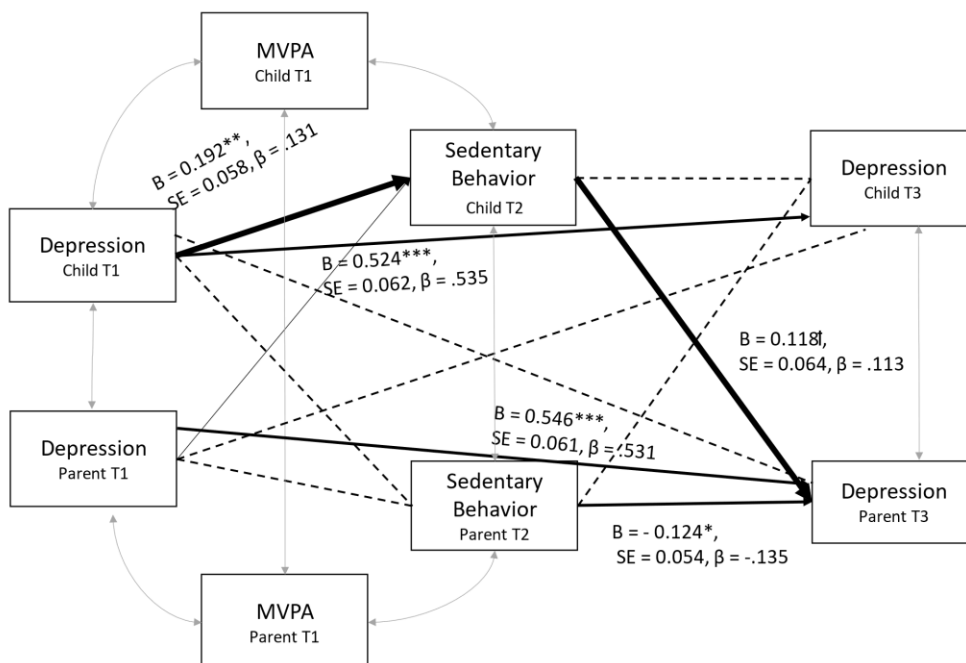 MVPA
Child T1
B = 0.192**,
SE = 0.058, β = .131
Sedentary
Behavior
Child T2
Depression
Child T3
Depression
Child T1
B = 0.524***,
SE = 0.062, β = .535
B = 0.118†,
SE = 0.064, β = .113
Depression
Parent T1
B = 0.546***,
SE = 0.061, β = .531
Sedentary
Behavior
Parent T2
Depression
Parent T3
B = - 0.124*,
SE = 0.054, β = -.135
MVPA
Parent T1